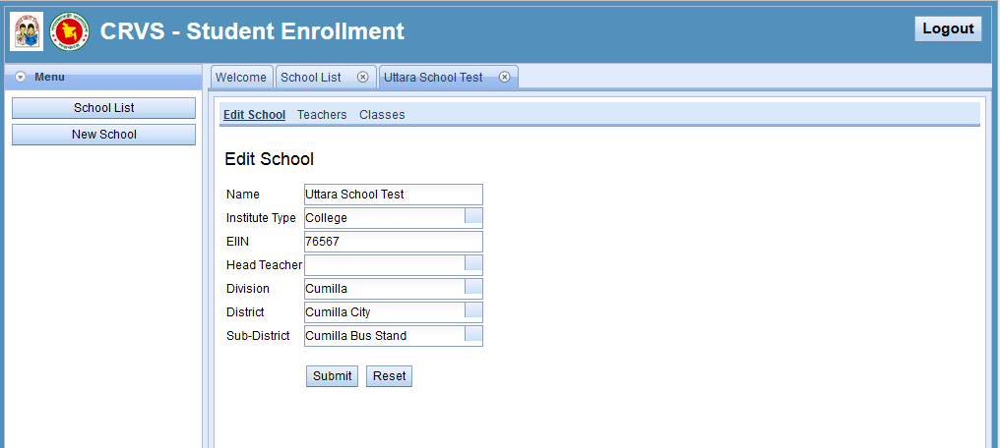 CRVS - Student Enrollment
Logout
Menu
Welcome
School List
Uttara School Test
School List
New School
Edit School
Teachers
Classes
Edit School
Name
Uttara School Test
Institute Type
College
EIIN
76567
Head Teacher
Division
Cumilla
District
Cumilla City
Sub-District
Cumilla Bus Stand
Submit
Reset